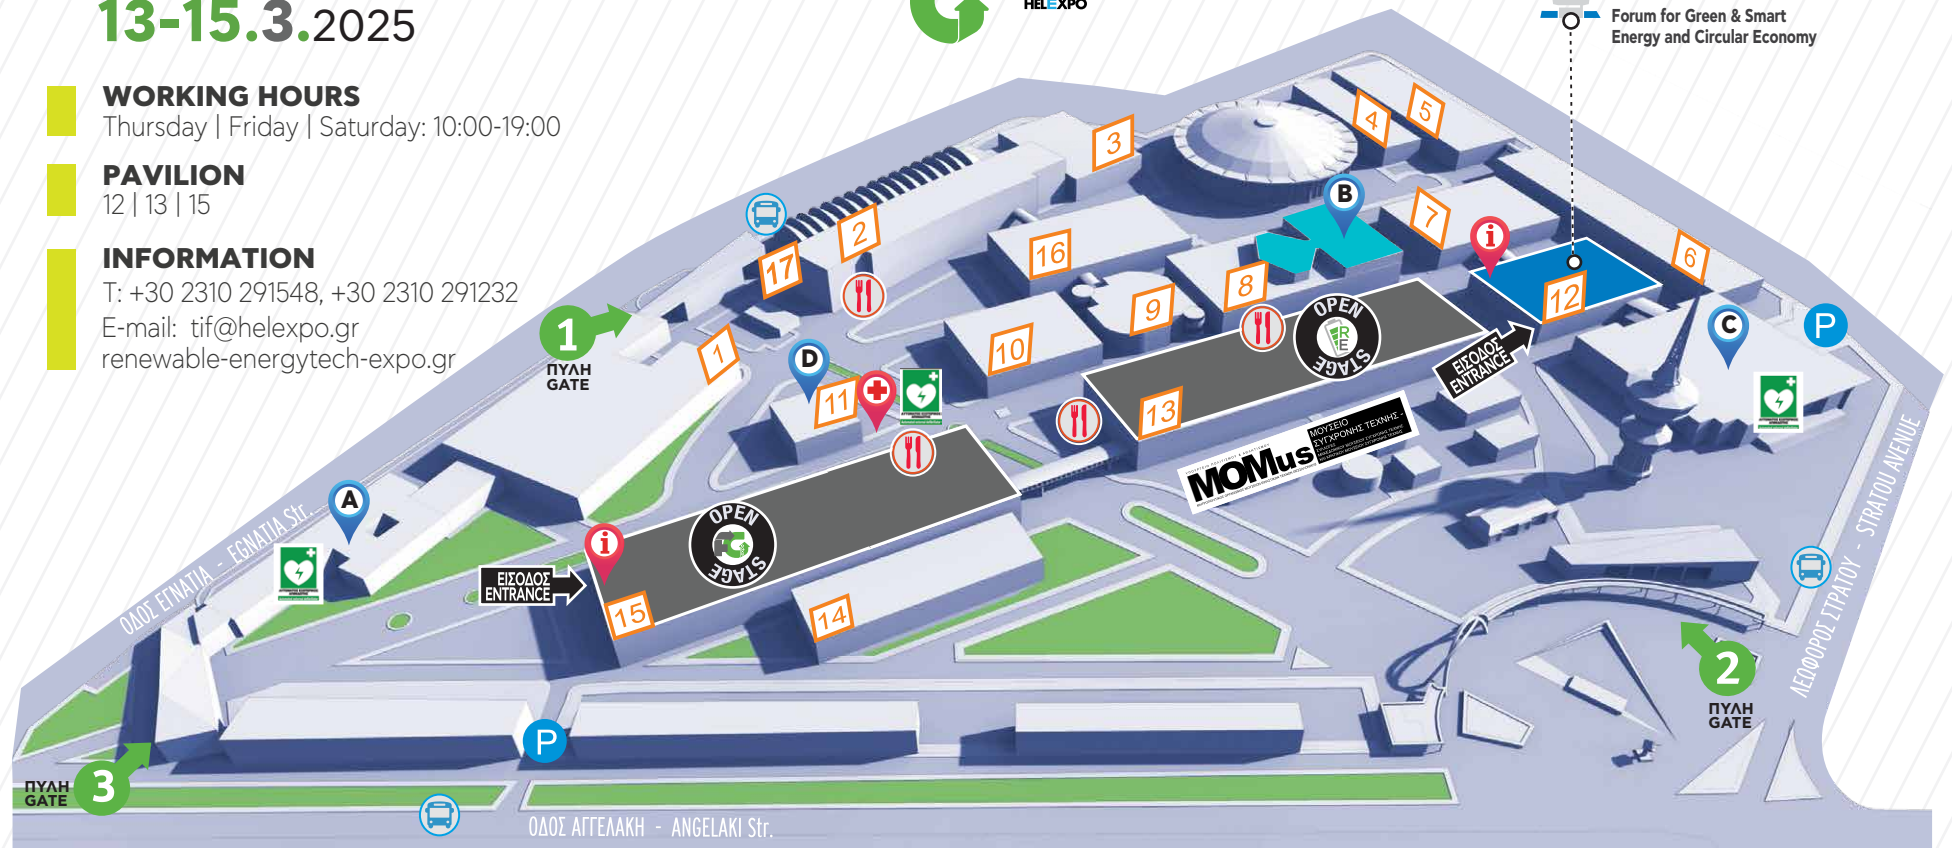 13-15.3.2025
HELEXPO
Forum for Green & Smart
Energy and Circular Economy
WORKING HOURS
Thursday | Friday | Saturday: 10:00-19:00
PAVILION
12 | 13 | 15
INFORMATION
T: +30 2310 291548, +30 2310 291232
E-mail: tif@helexpo.gr
renewable-energytech-expo.gr
1
ΠΥΛΗ
GATE
17
2
3
4
5
16
B
7
i
6
12
8
9
10
1
D
11
OPEN
RE
STAGE
ΕΙΣΟΔΟΣ
ENTRANCE
C
P
13
MOMus
ΜΟΥΣΕΙΟ
ΣΥΓΧΡΟΝΗΣ ΤΕΧΝΗΣ -
A
i
OPEN
STAGE
ΕΙΣΟΔΟΣ
ENTRANCE
15
14
ΟΔΟΣ ΕΓΝΑΤΙΑ - EGNATIA Str.
ΛΕΩΦΟΡΟΣ ΣΤΡΑΤΟΥ - STRATOU AVENUE
2
ΠΥΛΗ
GATE
P
ΠΥΛΗ
GATE
3
ΟΔΟΣ ΑΓΓΕΛΑΚΗ - ANGELAKI Str.